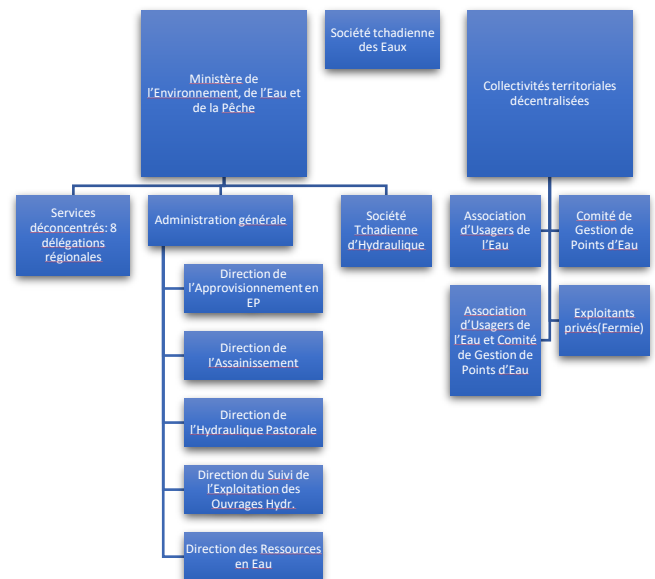 Société tchadienne
des Eaux
Ministère de
l'Environnement, de l'Eau et
de la Pêche
Collectivités territoriales
décentralisées
Services
déconcentrés: 8
délégations
régionales
Administration générale
Société
Tchadienne
d'Hydraulique
Association
d'Usagers de
l'Eau
Comité de
Gestion de
Points d'Eau
Direction de
l'Approvisionnement en
EP
Direction de
l'Assainissement
Direction de
l'Hydraulique Pastorale
Direction du Suivi de
l'Exploitation des
Ouvrages Hydr.
Direction des Ressources
en Eau
Association
d'Usagers de
l'Eau et Comité
de Gestion de
Points d'Eau
Exploitants
privés(Fermie)